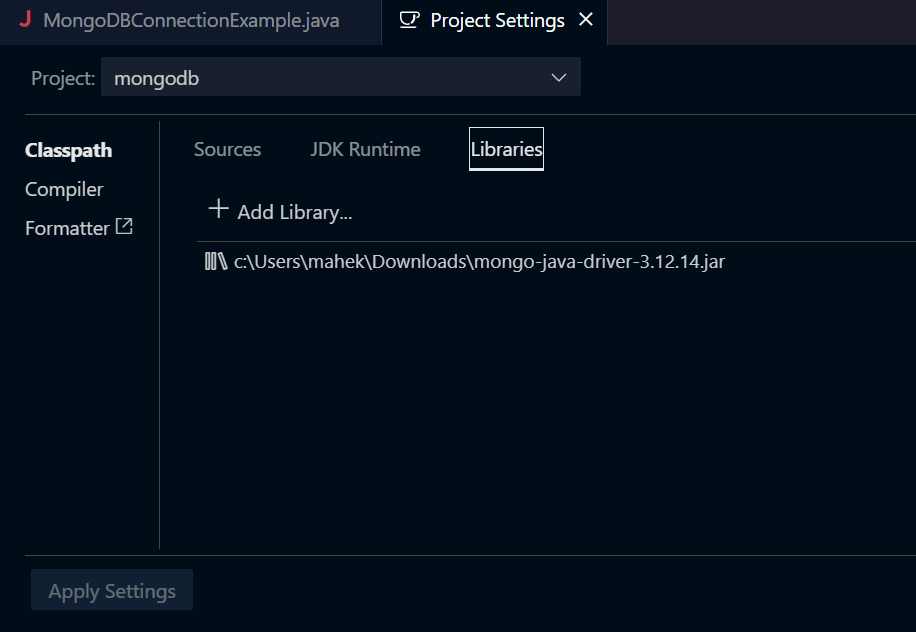 MongoDBConnectionExample.java Project Settings
Project: mongodb
Classpath Sources JDK Runtime Libraries
Compiler
Add Library...
Formatter
c:\Users\mahek\Downloads\mongo-java-driver-3.12.14.jar
Apply Settings